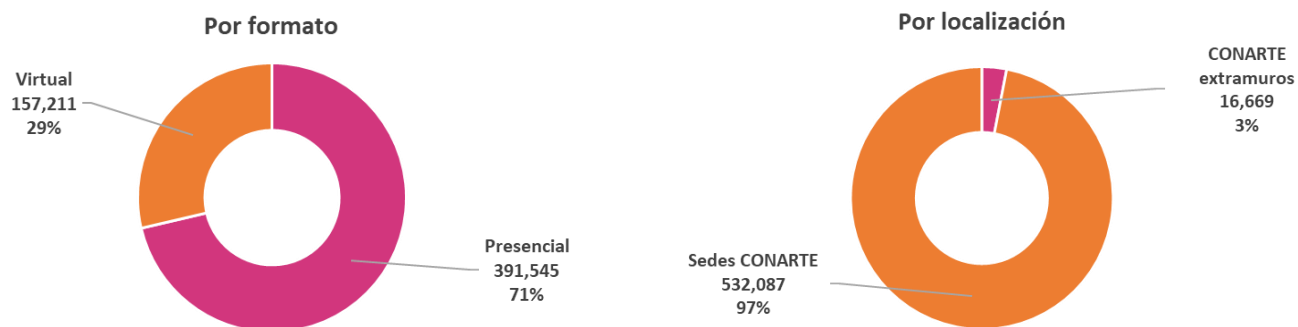 Por formato
Virtual
157,211
29%
Presencial
391,545
71%
Por localización
CONARTE
extramuros
16,669
3%
Sedes CONARTE
532,087
97%